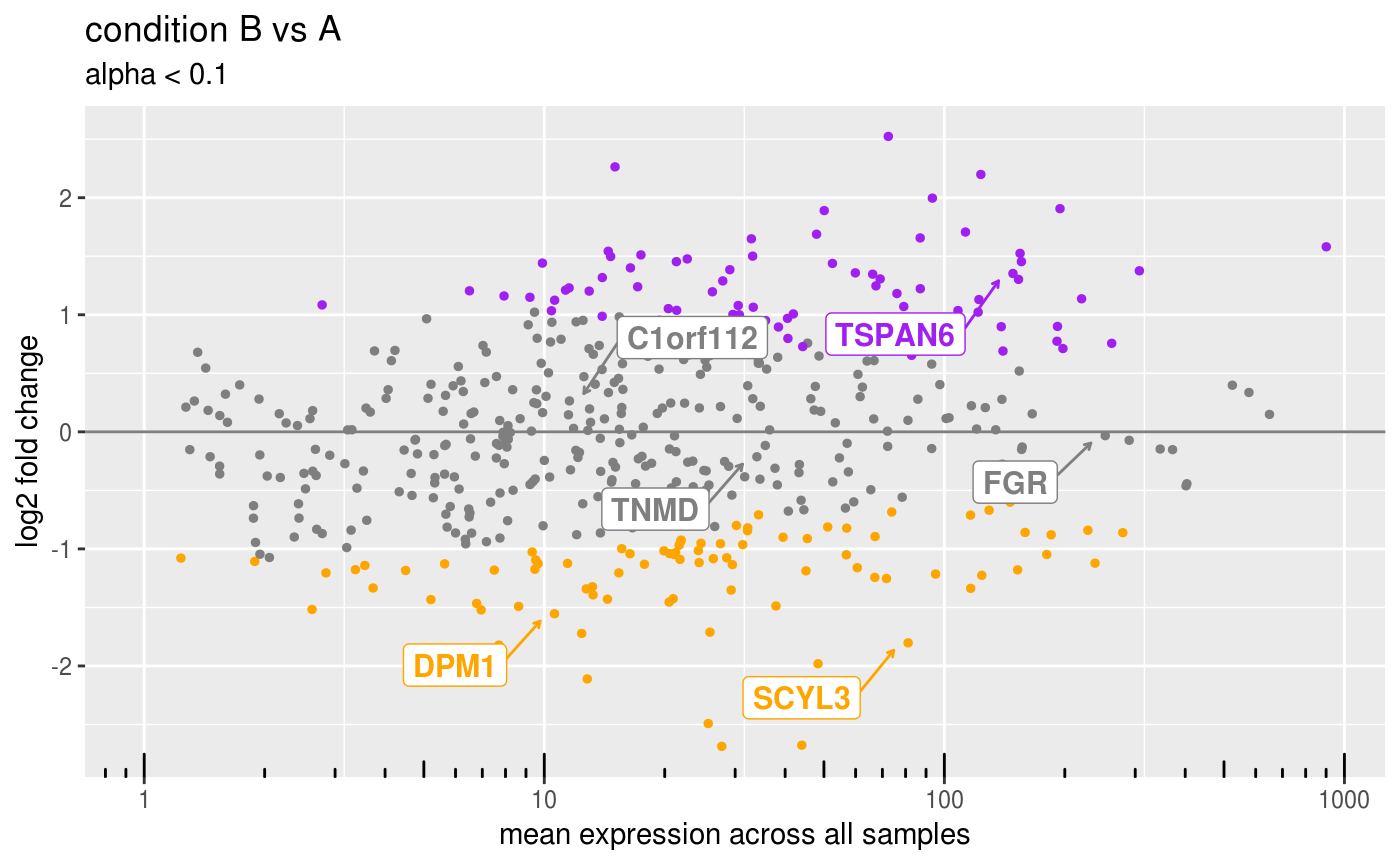 condition B vs A
alpha < 0.1
log2 fold change
2
1
0
-1
-2
C1orf112
TSPAN6
TNMD
FGR
DPM1
SCYL3
1
10
100
1000
mean expression across all samples